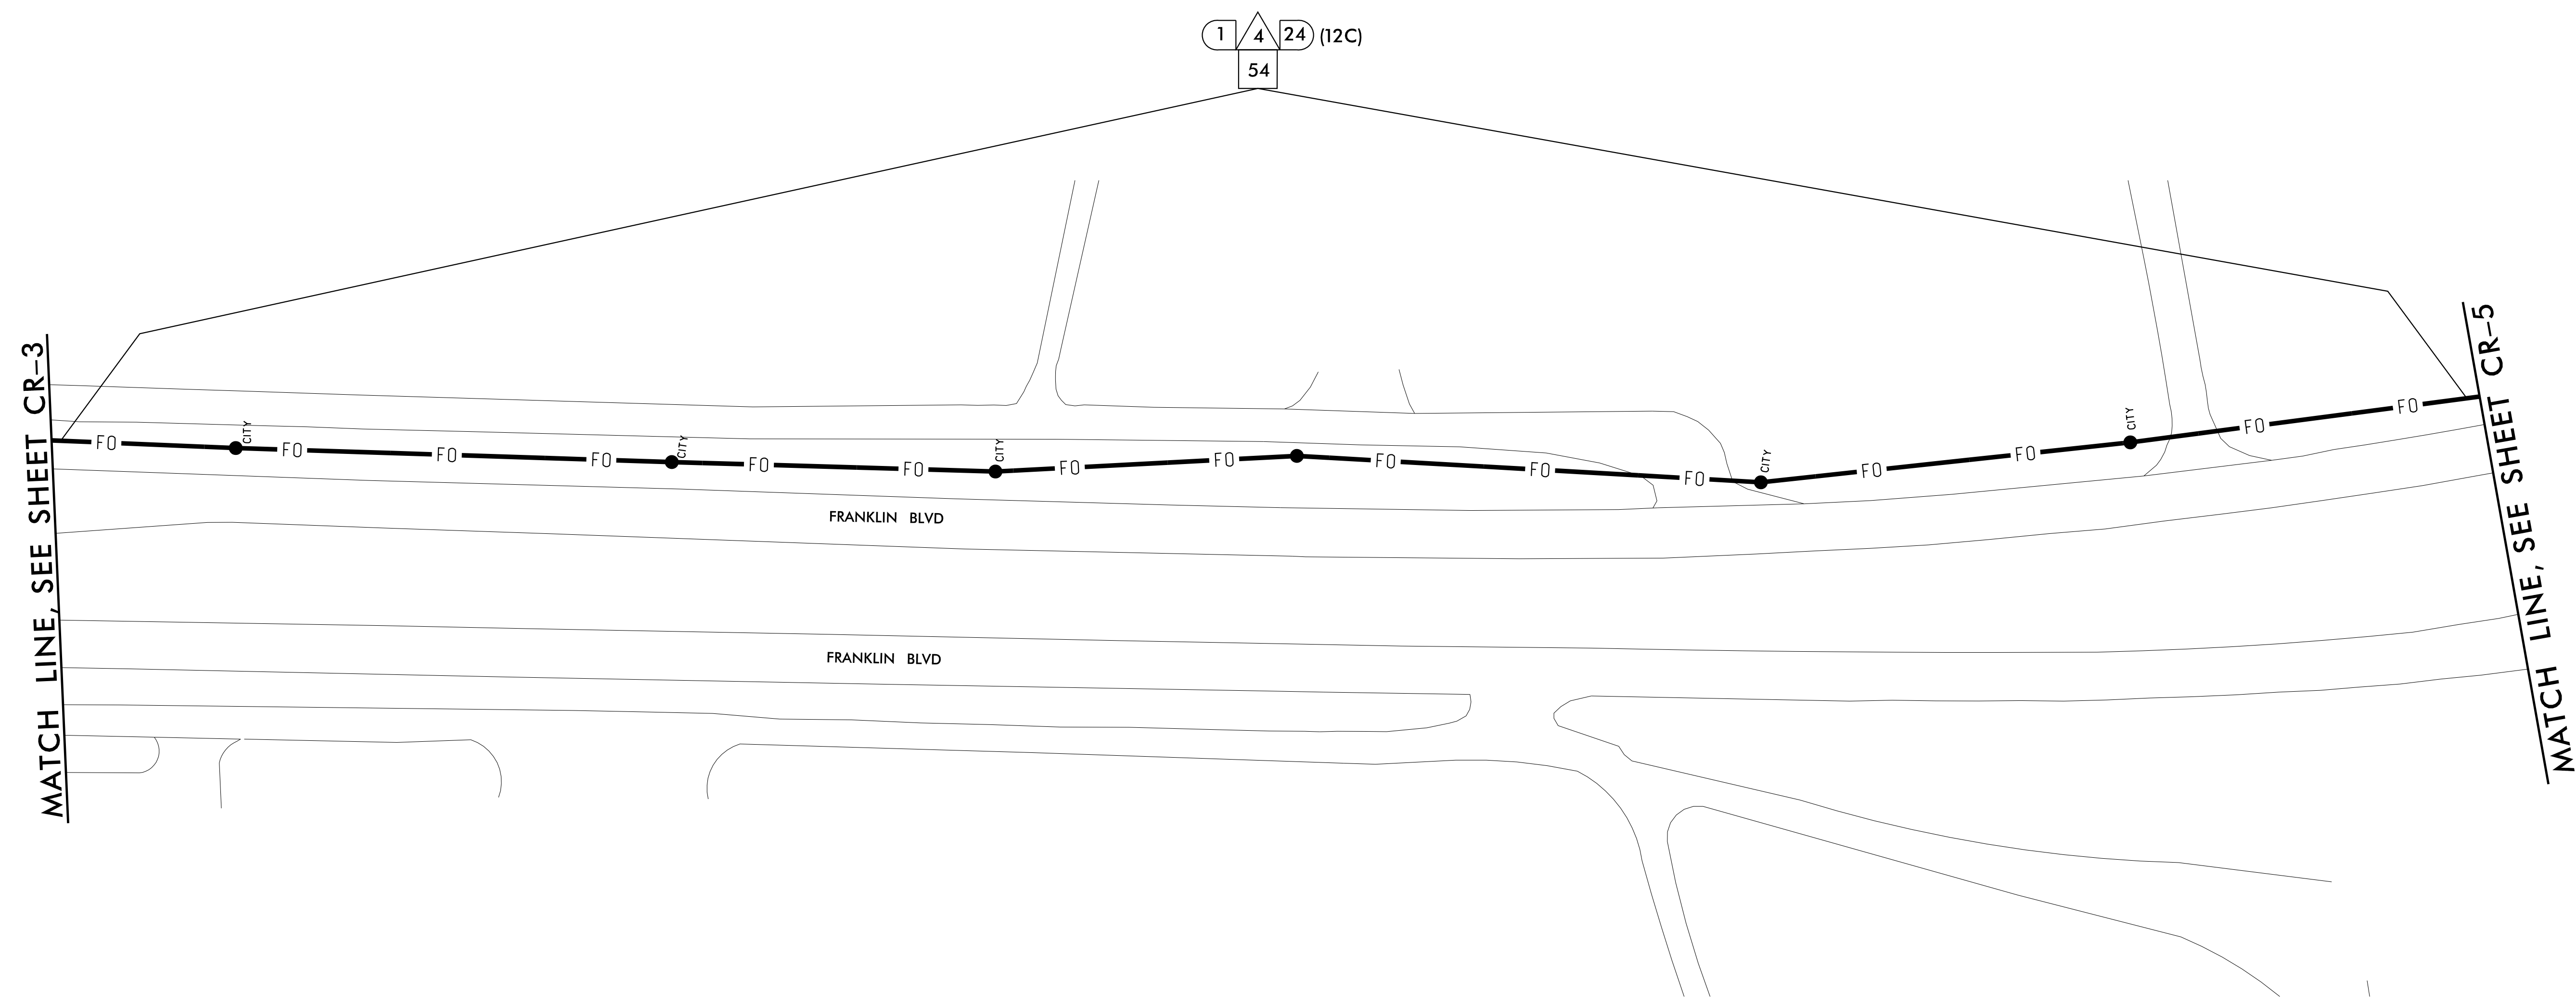 1 4 24 (12C)
54
MATCH LINE, SEE SHEET CR-3
MATCH LINE, SEE SHEET CR-5
CITY
CITY
CITY
CITY
CITY
FO FO FO FO FO FO FO FO FO FO FO FO FO FO FO
FRANKLIN BLVD
FRANKLIN BLVD